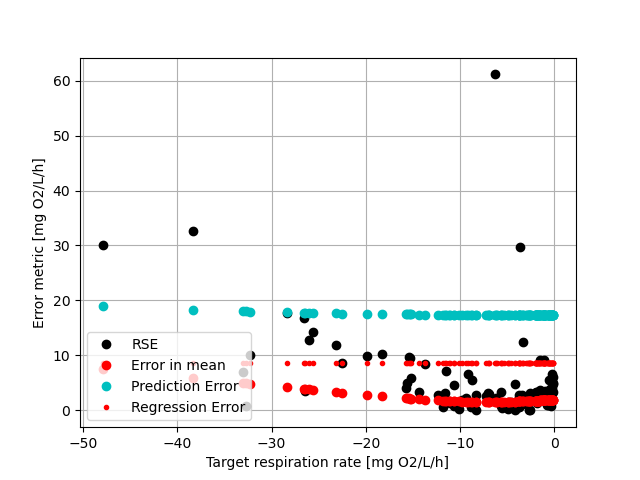 60
50
40
30
20
10
0
Error metric [mg O2/L/h]
RSE
Error in mean
Prediction Error
Regression Error
−50
−40
−30
−20
−10
0
Target respiration rate [mg O2/L/h]